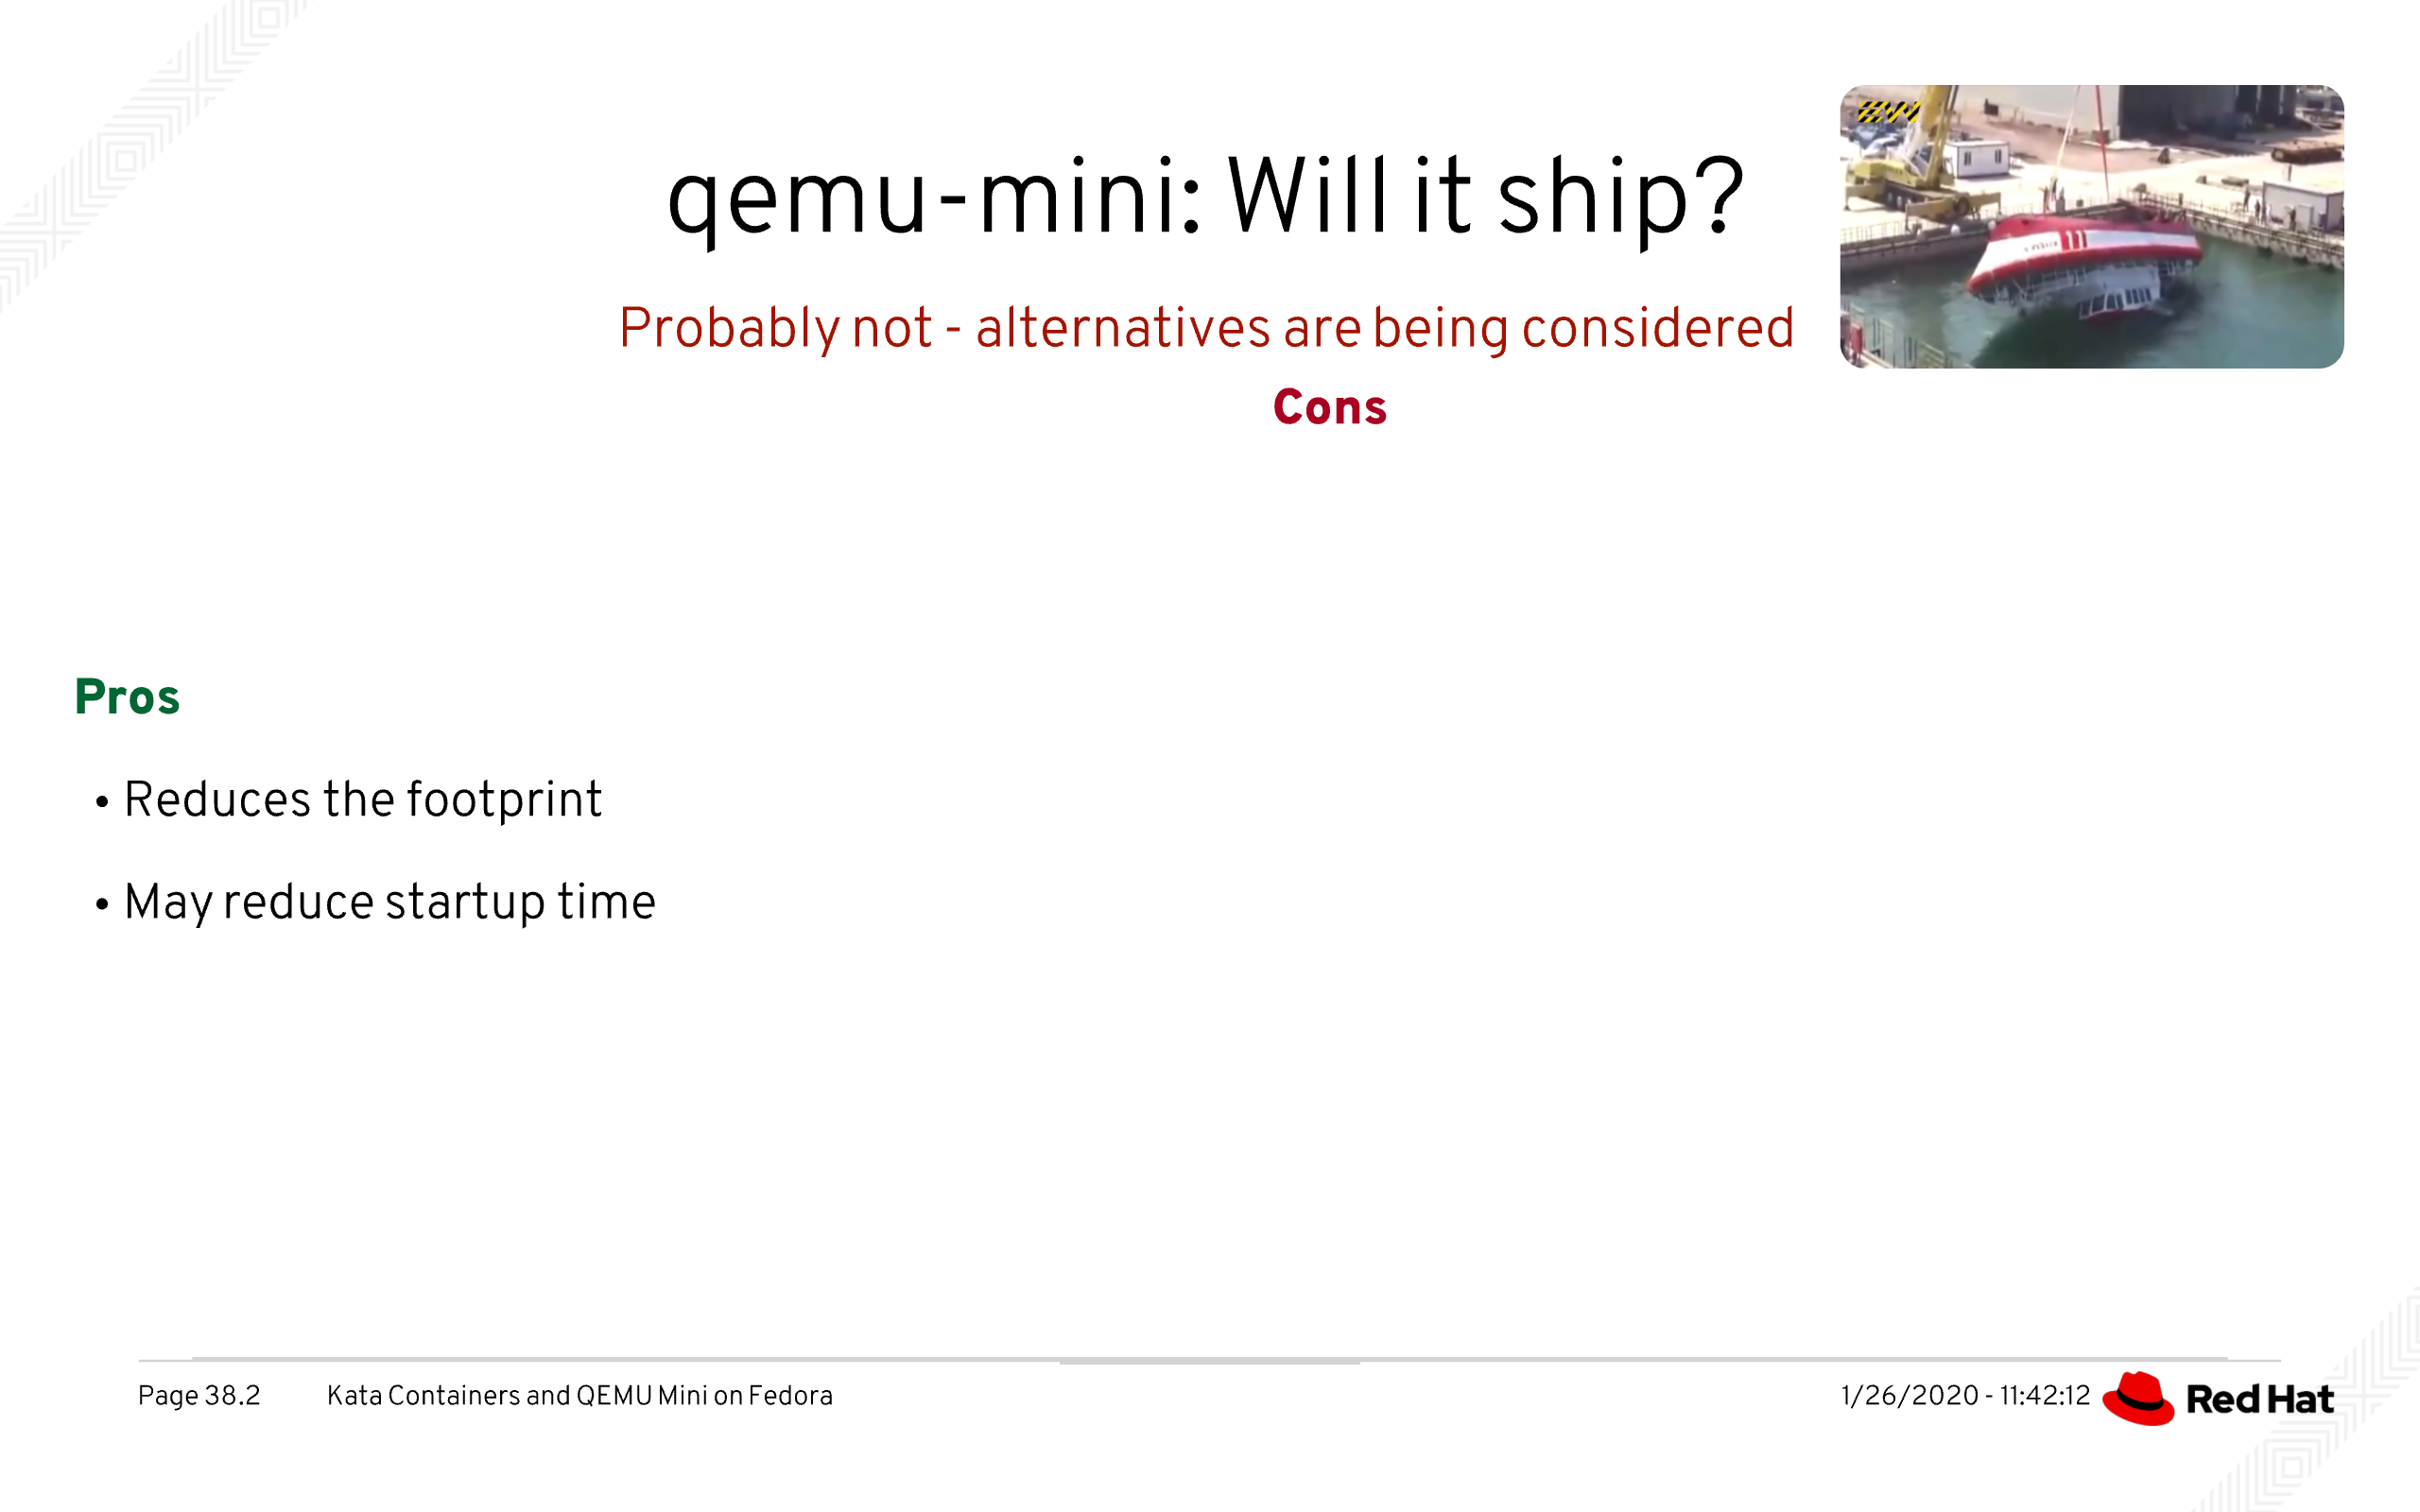 qemu-mini: Will it ship?
Probably not - alternatives are being considered
Cons
Pros
• Reduces the footprint
• May reduce startup time
Page 38.2
Kata Containers and QEMU Mini on Fedora
1/26/2020 - 11:42:12
Red Hat